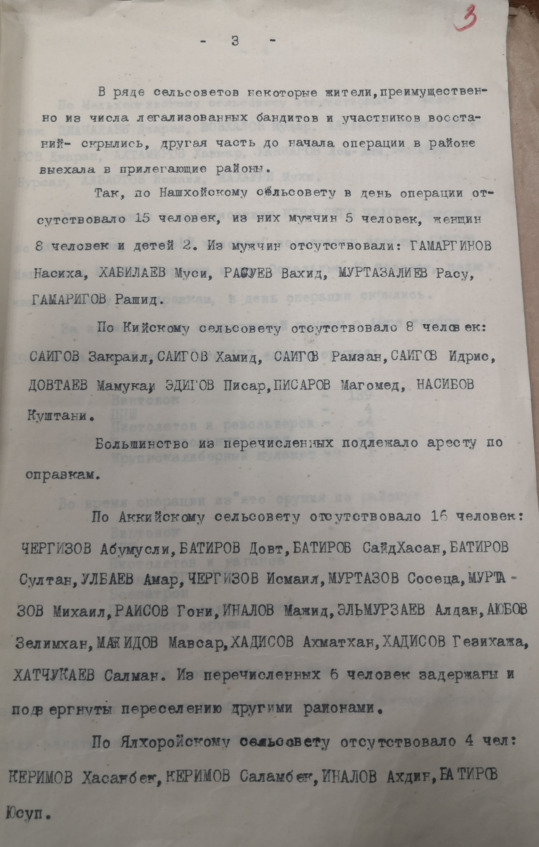 3
- 3 -
В ряде сельсоветов некоторые жители,преимуществен-
но из числа легализованных бандитов и участников восста-
ний- скрылись, другая часть до начала операции в районе
выехала в прилегающие районы.
Так, по Нашхойскому сельсовету в день операции от-
сутствовало 15 человек, из них мужчин 5 человек, женщин
8 человек и детей 2. Из мужчин отсутствовали: ГАМАРГИНОВ
Насиха, ХАБИЛАЕВ Муси, РАСУЕВ Вахид, МУРТАЗАЛИЕВ Расу,
ГАМАРИГОВ Рашид.
По Кийскому сельсовету отсутствовало 8 человек:
САИГОВ Закраил,САИГОВ Хамид, САИГОВ Рамзан,САИГОВ Идрис,
ДОВТАЕВ Мамука, ЭДИГОВ Писар,ПИСАРОВ Магомед, НАСИБОВ
Куштани.
Большинство из перечисленных подлежало аресту по
справкам.
По Аккийскому сельсовету отсутствовало 16 человек:
ЧЕРГИЗОВ Абумусли,БАТИРОВ Довт,БАТИРОВ СайдХасан,БАТИРОВ
Султан,УЛБАЕВ Амар,ЧЕРГИЗОВ Исмаил,МУРТАЗОВ Сосеца,МУРТА-
ЗОВ Михаил,РАИСОВ Гони,ИНАЛОВ Мажид,ЭЛЬМУРЗАЕВ Алдан,АЮБОВ
Зелимхан,МАЖИДОВ Мавсар,ХАДИСОВ Ахматхан,ХАДИСОВ Гезихажа,
ХАТЧУКАЕВ Салман. Из перечисленных 6 человек задержаны и
подвергнуты переселению другими районами.
По Ялхоройскому сельсовету отсутствовало 4 чел:
КЕРИМОВ Хасанбек,КЕРИМОВ Саламбек,ИНАЛОВ Ахдин,БАТИРОВ
Юсуп.